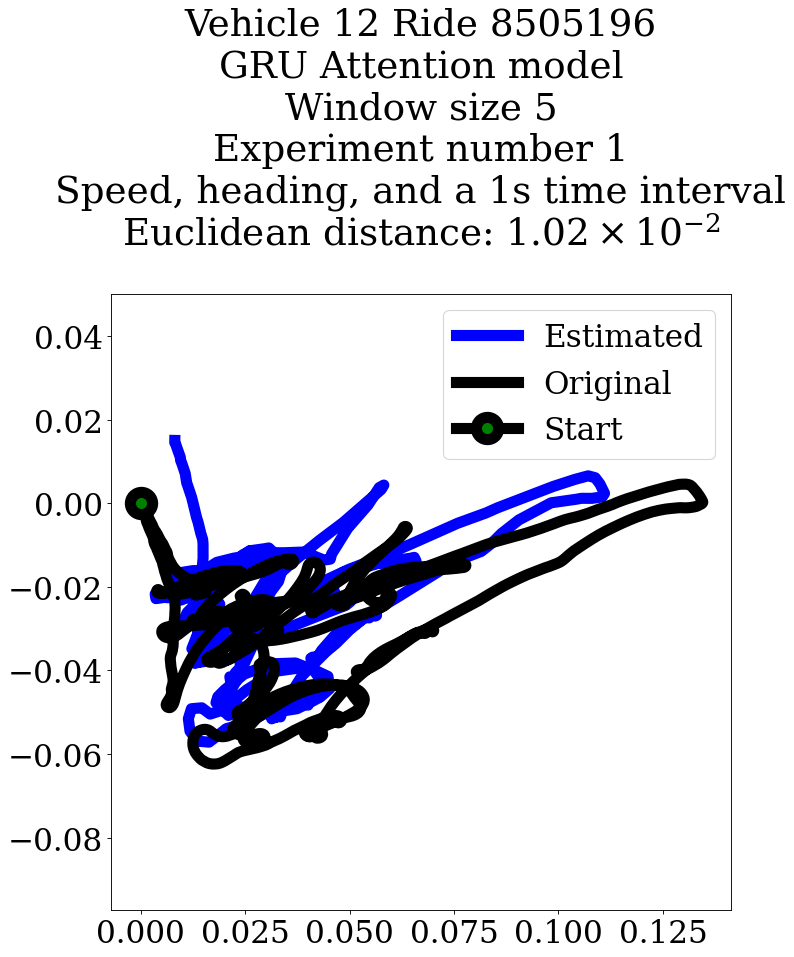 Vehicle 12 Ride 8505196
GRU Attention model
Window size 5
Experiment number 1
Speed, heading, and a 1s time interval
Euclidean distance: 1.02 × 10⁻²
Estimated
Original
Start
0.04
0.02
0.00
−0.02
−0.04
−0.06
−0.08
0.000 0.025 0.050 0.075 0.100 0.125